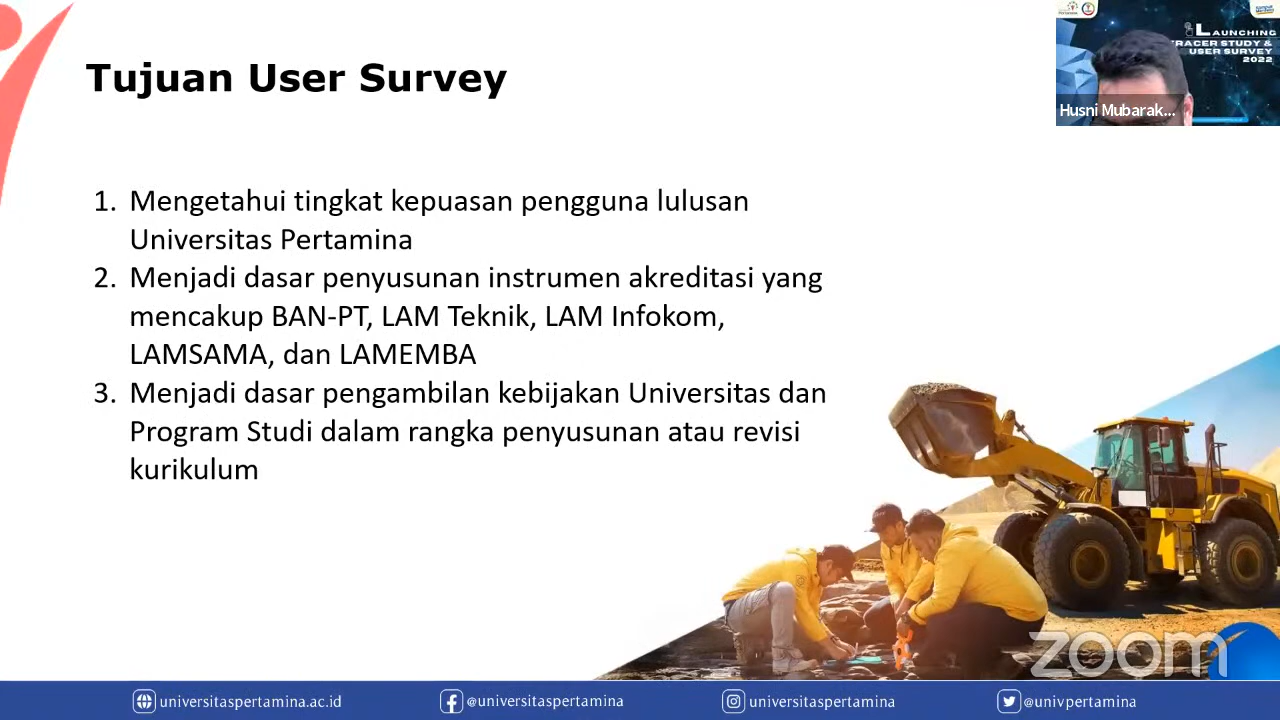 Tujuan User Survey
LAUNCHING
TRACER STUDY &
USER SURVEY
2022
Husni Mubarak...
1. Mengetahui tingkat kepuasan pengguna lulusan
Universitas Pertamina
2. Menjadi dasar penyusunan instrumen akreditasi yang
mencakup BAN-PT, LAM Teknik, LAM Infokom,
LAMSAMA, dan LAMEMBA
3. Menjadi dasar pengambilan kebijakan Universitas dan
Program Studi dalam rangka penyusunan atau revisi
kurikulum
zoom
universitaspertamina.ac.id
@universitaspertamina
universitaspertamina
@univpertamina